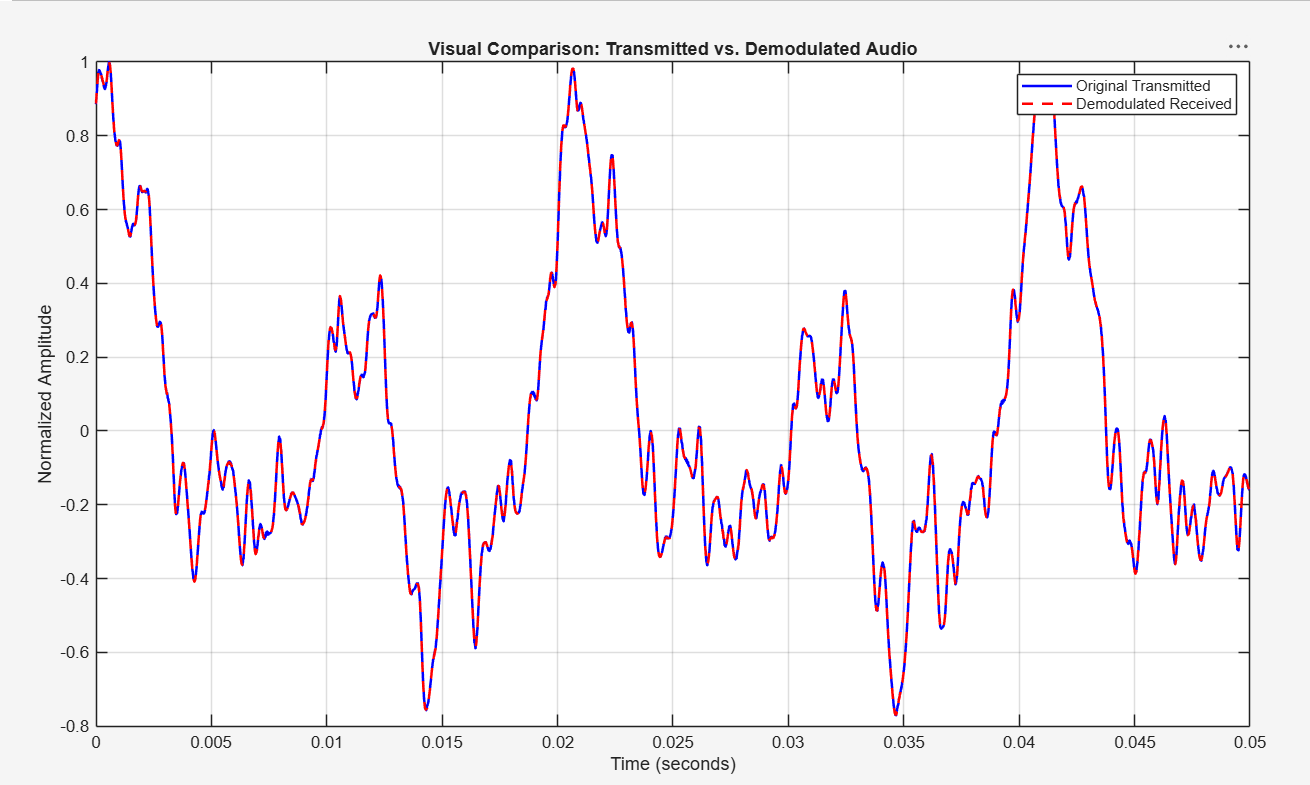 Visual Comparison: Transmitted vs. Demodulated Audio
Original Transmitted
Demodulated Received
Normalized Amplitude
1
0.8
0.6
0.4
0.2
0
-0.2
-0.4
-0.6
-0.8
0 0.005 0.01 0.015 0.02 0.025 0.03 0.035 0.04 0.045 0.05
Time (seconds)